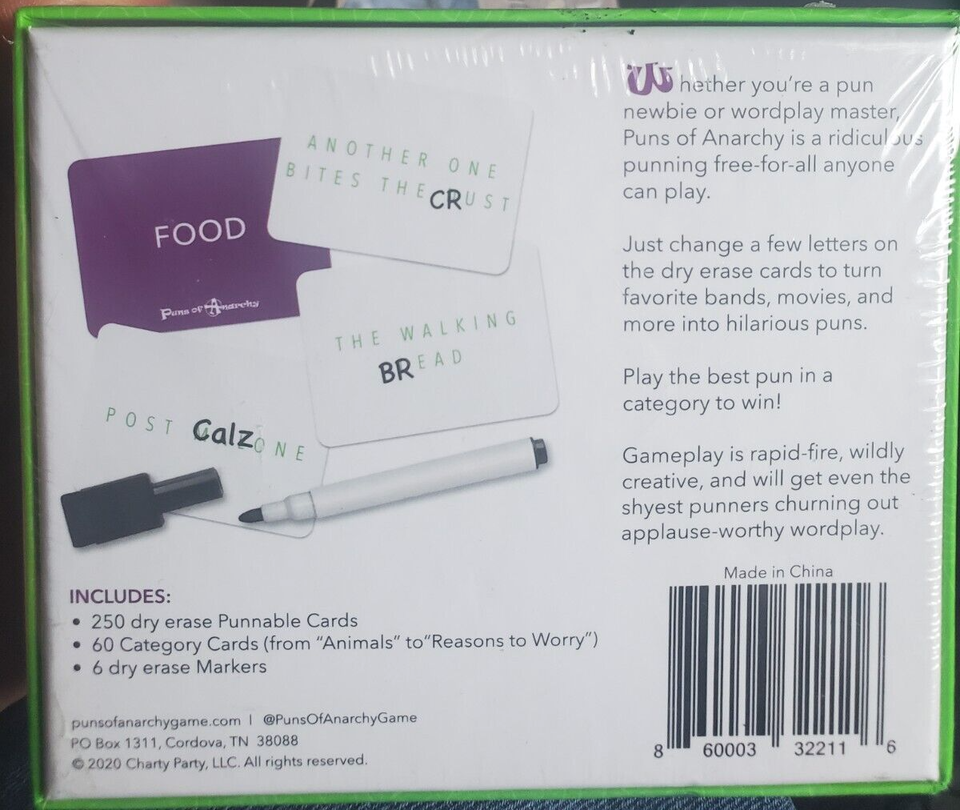 ANOTHER ONE
BITES THE CRUST
FOOD
Puns of Anarchy
THE WALKING
BREAD
POST CalzONE
Whether you're a pun
newbie or wordplay master,
Puns of Anarchy is a ridiculous
punning free-for-all anyone
can play.
Just change a few letters on
the dry erase cards to turn
favorite bands, movies, and
more into hilarious puns.
Play the best pun in a
category to win!
Gameplay is rapid-fire, wildly
creative, and will get even the
shyest punners churning out
applause-worthy wordplay.
INCLUDES:
• 250 dry erase Punnable Cards
• 60 Category Cards (from "Animals" to"Reasons to Worry")
• 6 dry erase Markers
punsofanarchygame.com | @PunsOfAnarchyGame
PO Box 1311, Cordova, TN 38088
© 2020 Charty Party, LLC. All rights reserved.
Made in China
8 60003 32211 6